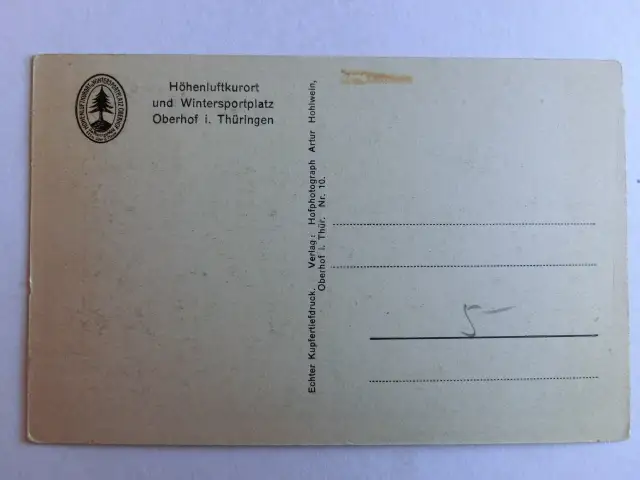 Höhenluftkurort
und Wintersportplatz
Oberhof i. Thüringen
Echter Kupfertiefdruck. Verlag: Hofphotograph Artur Hohlwein,
Oberhof i. Thür. Nr. 10.
5-